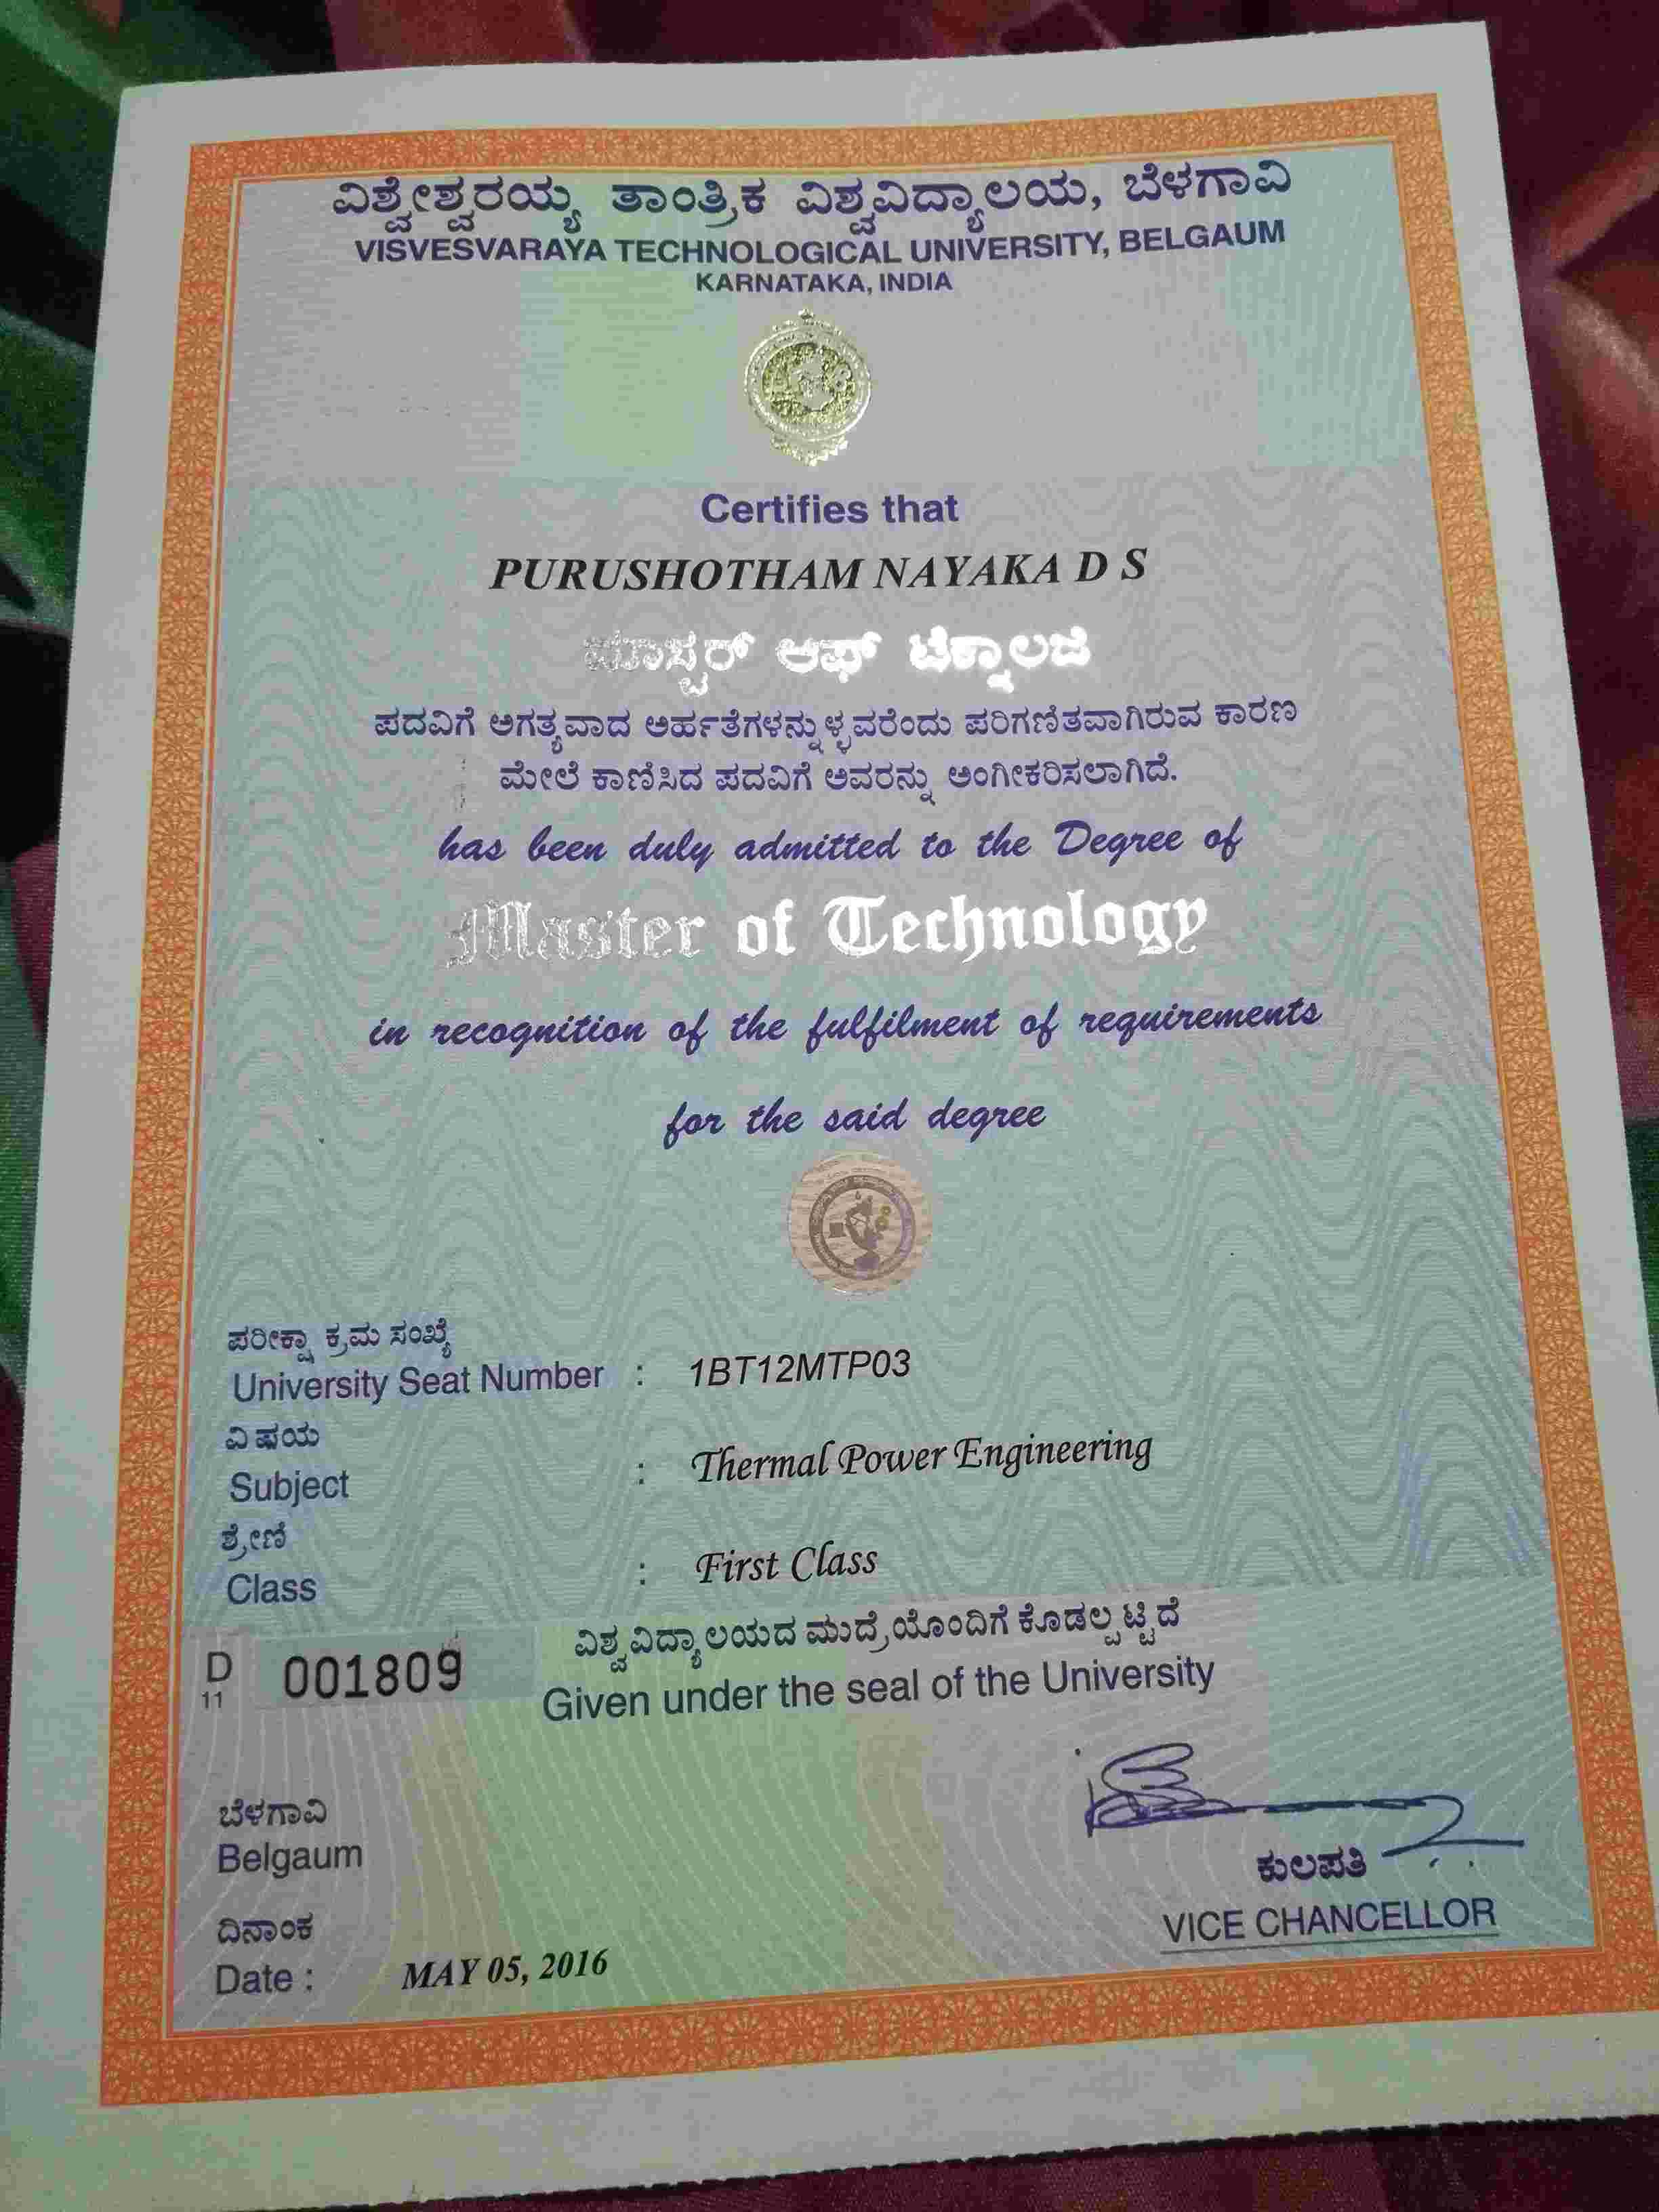 ವಿಶ್ವೇಶ್ವರಯ್ಯ ತಾಂತ್ರಿಕ ವಿಶ್ವವಿದ್ಯಾಲಯ, ಬೆಳಗಾವಿ
VISVESVARAYA TECHNOLOGICAL UNIVERSITY, BELGAUM
KARNATAKA, INDIA
Certifies that
PURUSHOTHAM NAYAKA D S
ಮಾಸ್ಟರ್ ಆಫ್ ಟೆಕ್ನಾಲಜಿ
ಪದವಿಗೆ ಅಗತ್ಯವಾದ ಅರ್ಹತೆಗಳನ್ನುಳ್ಳವರೆಂದು ಪರಿಗಣಿತವಾಗಿರುವ ಕಾರಣ
ಮೇಲೆ ಕಾಣಿಸಿದ ಪದವಿಗೆ ಅವರನ್ನು ಅಂಗೀಕರಿಸಲಾಗಿದೆ.
has been duly admitted to the Degree of
Master of Technology
in recognition of the fulfilment of requirements
for the said degree
ಪರೀಕ್ಷಾ ಕ್ರಮ ಸಂಖ್ಯೆ
University Seat Number : 1BT12MTP03
ವಿಷಯ
Subject : Thermal Power Engineering
ಶ್ರೇಣಿ
Class : First Class
ವಿಶ್ವವಿದ್ಯಾಲಯದ ಮುದ್ರೆಯೊಂದಿಗೆ ಕೊಡಲ್ಪಟ್ಟಿದೆ
D 11 001809
Given under the seal of the University
ಬೆಳಗಾವಿ
Belgaum
ಕುಲಪತಿ
VICE CHANCELLOR
ದಿನಾಂಕ
Date : MAY 05, 2016